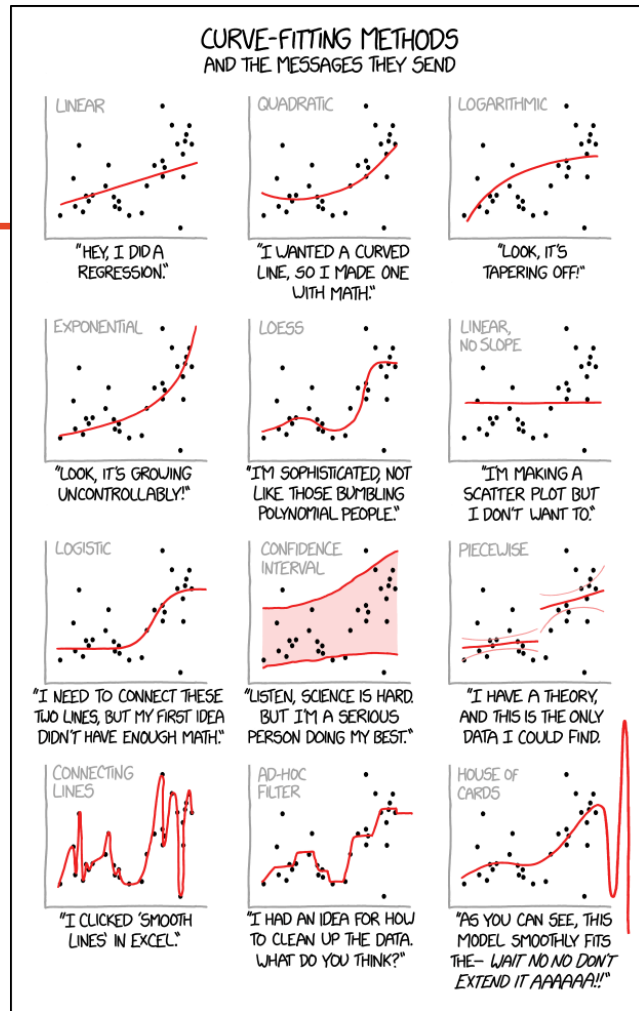 CURVE-FITTING METHODS
AND THE MESSAGES THEY SEND
LINEAR
"HEY, I DID A
REGRESSION."
QUADRATIC
"I WANTED A CURVED
LINE, SO I MADE ONE
WITH MATH."
LOGARITHMIC
"LOOK, IT'S
TAPERING OFF!"
EXPONENTIAL
"LOOK, IT'S GROWING
UNCONTROLLABLY!"
LOESS
"I'M SOPHISTICATED, NOT
LIKE THOSE BUMBLING
POLYNOMIAL PEOPLE."
LINEAR,
NO SLOPE
"I'M MAKING A
SCATTER PLOT BUT
I DON'T WANT TO."
LOGISTIC
"I NEED TO CONNECT THESE
TWO LINES, BUT MY FIRST IDEA
DIDN'T HAVE ENOUGH MATH."
CONFIDENCE
INTERVAL
"LISTEN, SCIENCE IS HARD.
BUT I'M A SERIOUS
PERSON DOING MY BEST."
PIECEWISE
"I HAVE A THEORY,
AND THIS IS THE ONLY
DATA I COULD FIND.
CONNECTING
LINES
"I CLICKED 'SMOOTH
LINES' IN EXCEL."
AD-HOC
FILTER
"I HAD AN IDEA FOR HOW
TO CLEAN UP THE DATA.
WHAT DO YOU THINK?"
HOUSE OF
CARDS
"AS YOU CAN SEE, THIS
MODEL SMOOTHLY FITS
THE– WAIT NO NO DON'T
EXTEND IT AAAAAA!!"